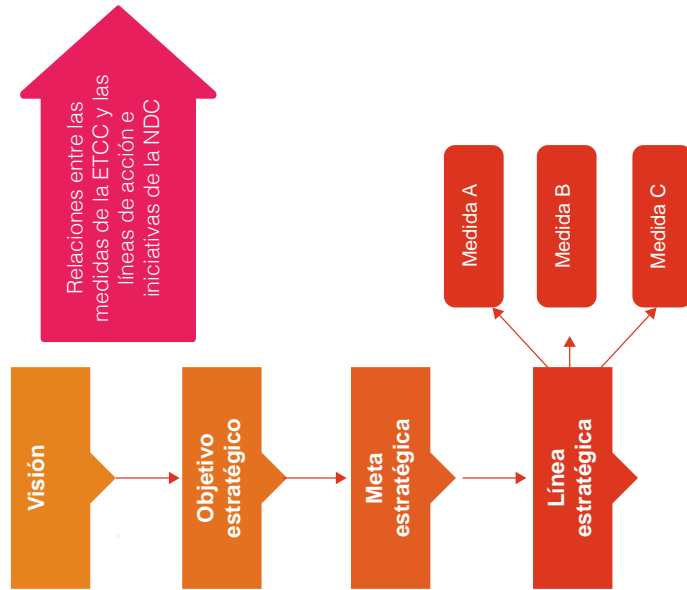 Relaciones entre las
medidas de la ETCC y las
líneas de acción e
iniciativas de la NDC
Visión
Objetivo
estratégico
Meta
estratégica
Línea
estratégica
Medida A
Medida B
Medida C